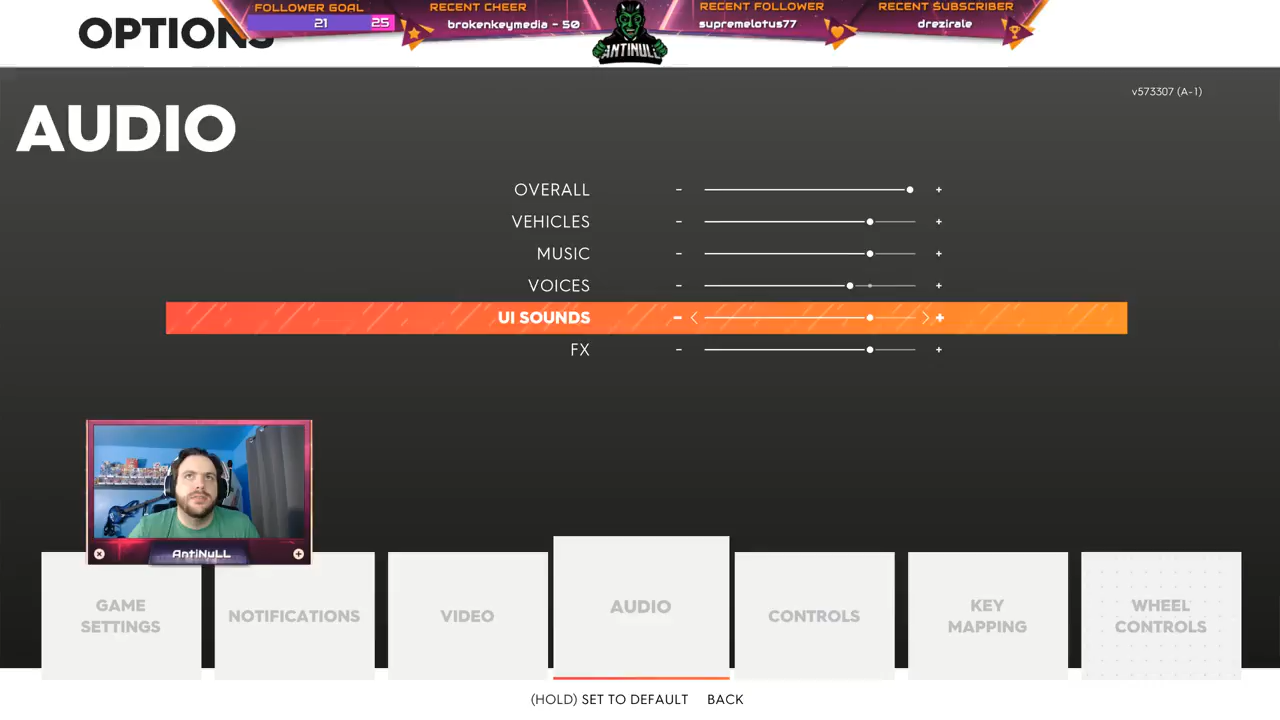 OPTIONS
FOLLOWER GOAL
21
25
RECENT CHEER
brokenkeymedia - 50
ANTINULL
RECENT FOLLOWER
supremelotus77
RECENT SUBSCRIBER
drezirale
v573307 (A-1)
AUDIO
OVERALL - +
VEHICLES - +
MUSIC - +
VOICES - +
UI SOUNDS - < > +
FX - +
AntiNuLL
GAME
SETTINGS
NOTIFICATIONS
VIDEO
AUDIO
CONTROLS
KEY
MAPPING
WHEEL
CONTROLS
(HOLD) SET TO DEFAULT BACK